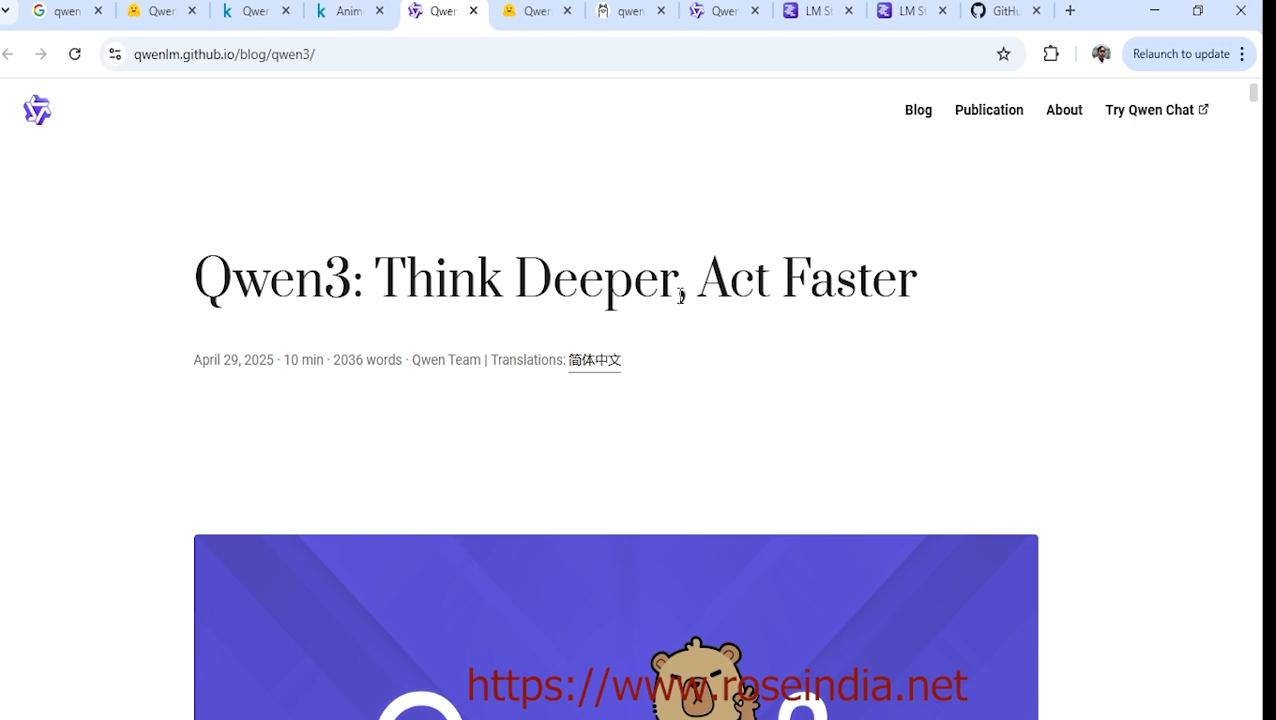 qwen
Qwer
Qwer
Anim
Qwen
Qwer
qwen
Qwer
LM St
LM St
GitHu
qwenlm.github.io/blog/qwen3/
Relaunch to update
Blog Publication About Try Qwen Chat
Qwen3: Think Deeper, Act Faster
April 29, 2025 · 10 min · 2036 words · Qwen Team | Translations: 简体中文
https://www.roseindia.net